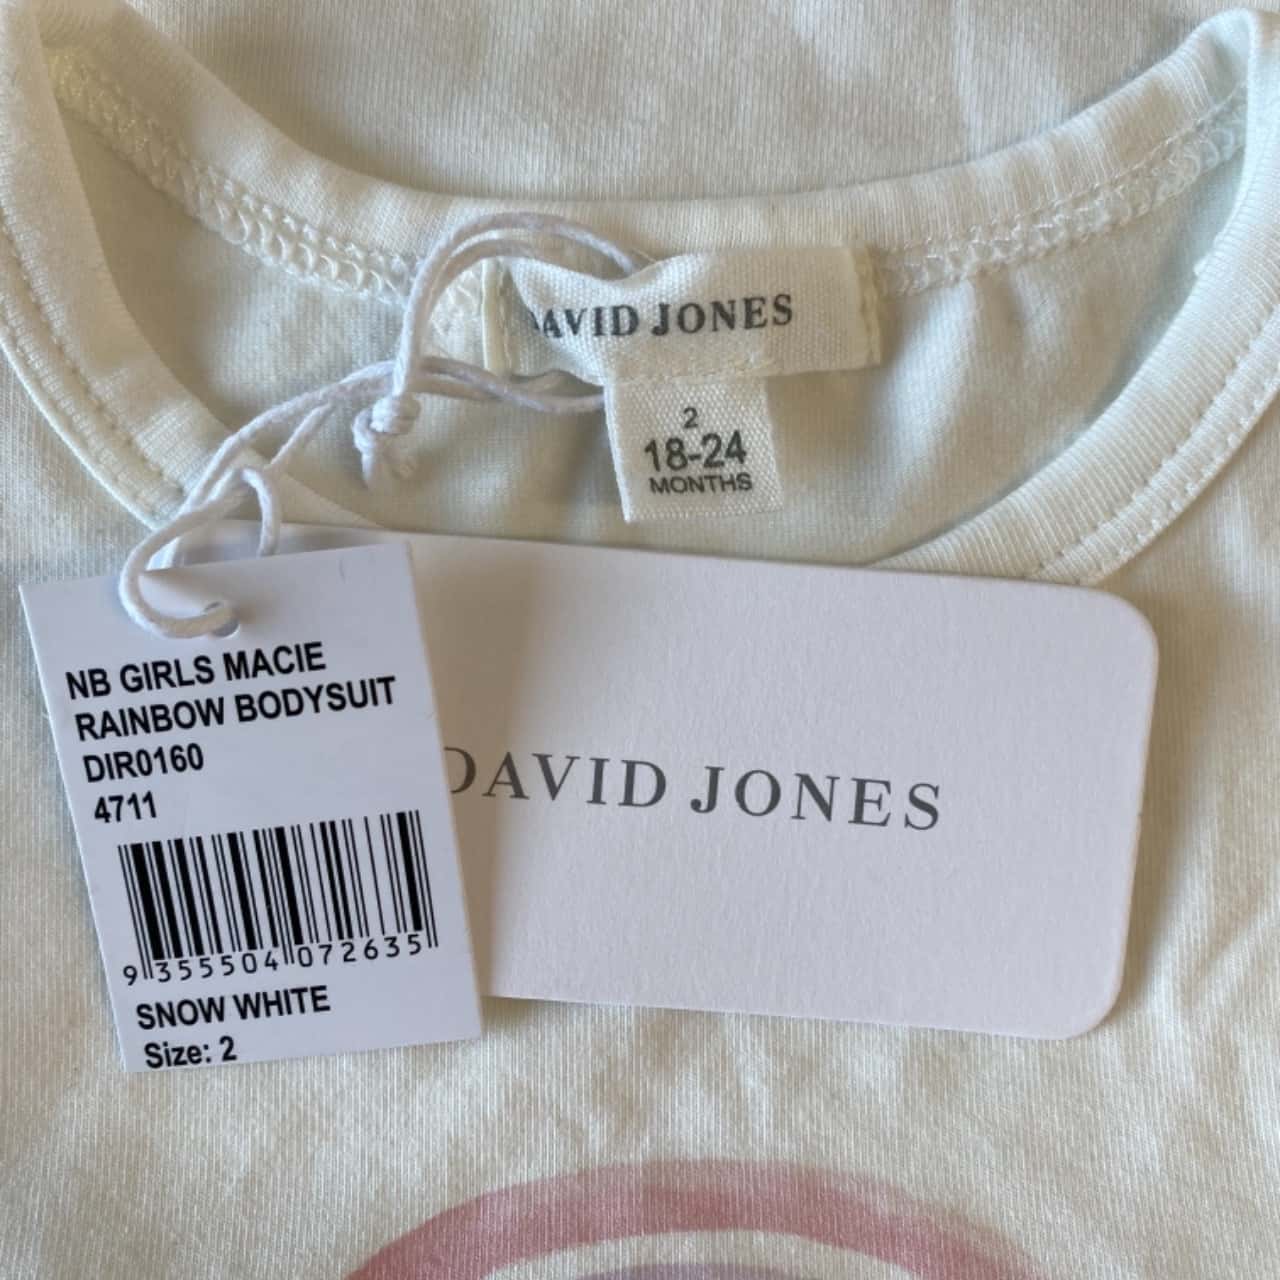 DAVID JONES
2
18-24
MONTHS
NB GIRLS MACIE
RAINBOW BODYSUIT
DIR0160
4711
9 355504 072635
SNOW WHITE
Size: 2
DAVID JONES